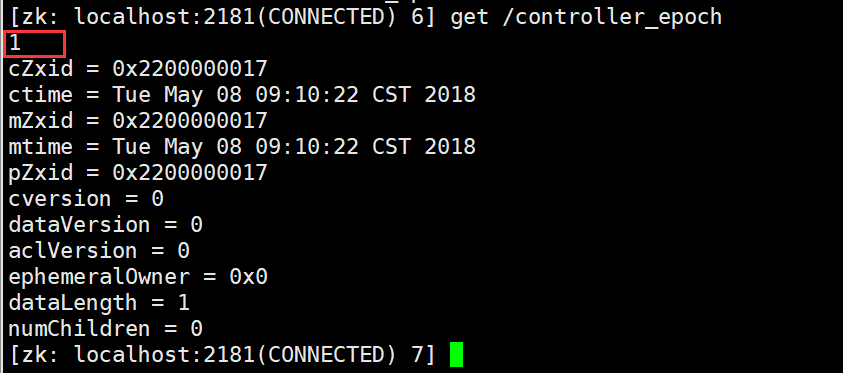 [zk: localhost:2181(CONNECTED) 6] get /controller_epoch
1
cZxid = 0x2200000017
ctime = Tue May 08 09:10:22 CST 2018
mZxid = 0x2200000017
mtime = Tue May 08 09:10:22 CST 2018
pZxid = 0x2200000017
cversion = 0
dataVersion = 0
aclVersion = 0
ephemeralOwner = 0x0
dataLength = 1
numChildren = 0
[zk: localhost:2181(CONNECTED) 7]